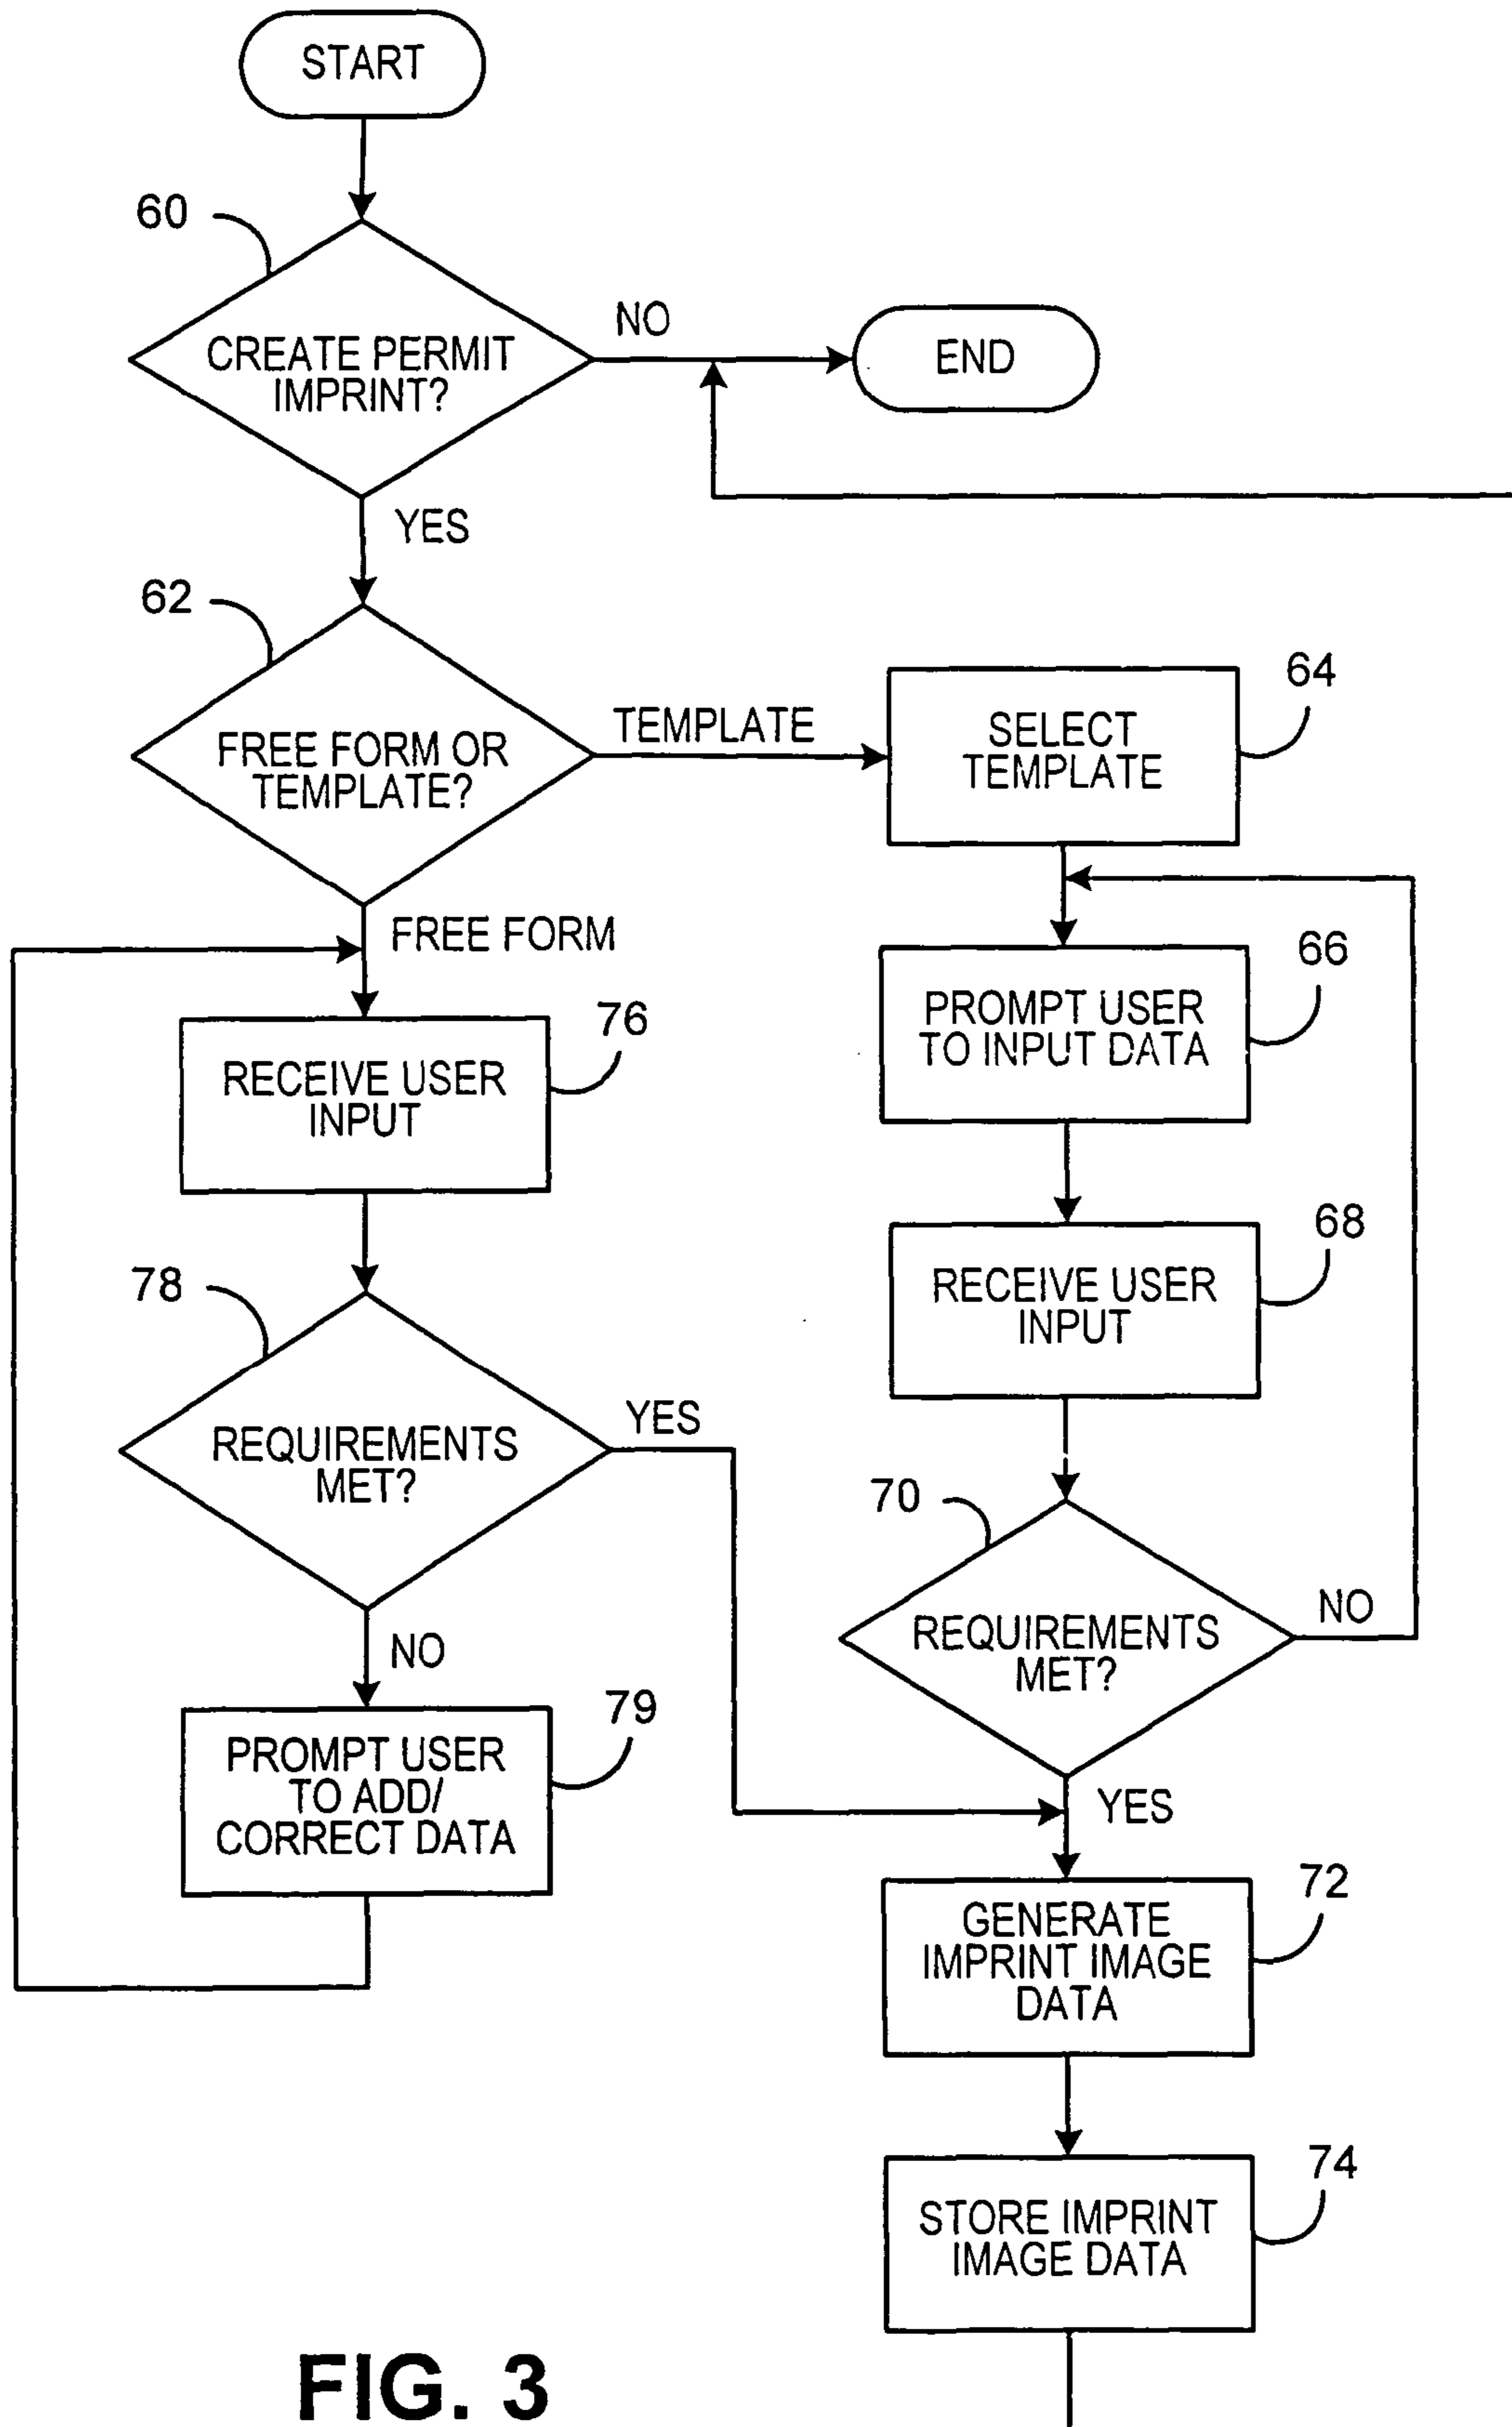 START
60
CREATE PERMIT
IMPRINT?
NO
END
YES
62
FREE FORM OR
TEMPLATE?
TEMPLATE
64
SELECT
TEMPLATE
FREE FORM
66
PROMPT USER
TO INPUT DATA
76
RECEIVE USER
INPUT
68
RECEIVE USER
INPUT
78
REQUIREMENTS
MET?
YES
NO
70
REQUIREMENTS
MET?
NO
YES
79
PROMPT USER
TO ADD/
CORRECT DATA
72
GENERATE
IMPRINT IMAGE
DATA
74
STORE IMPRINT
IMAGE DATA
FIG. 3